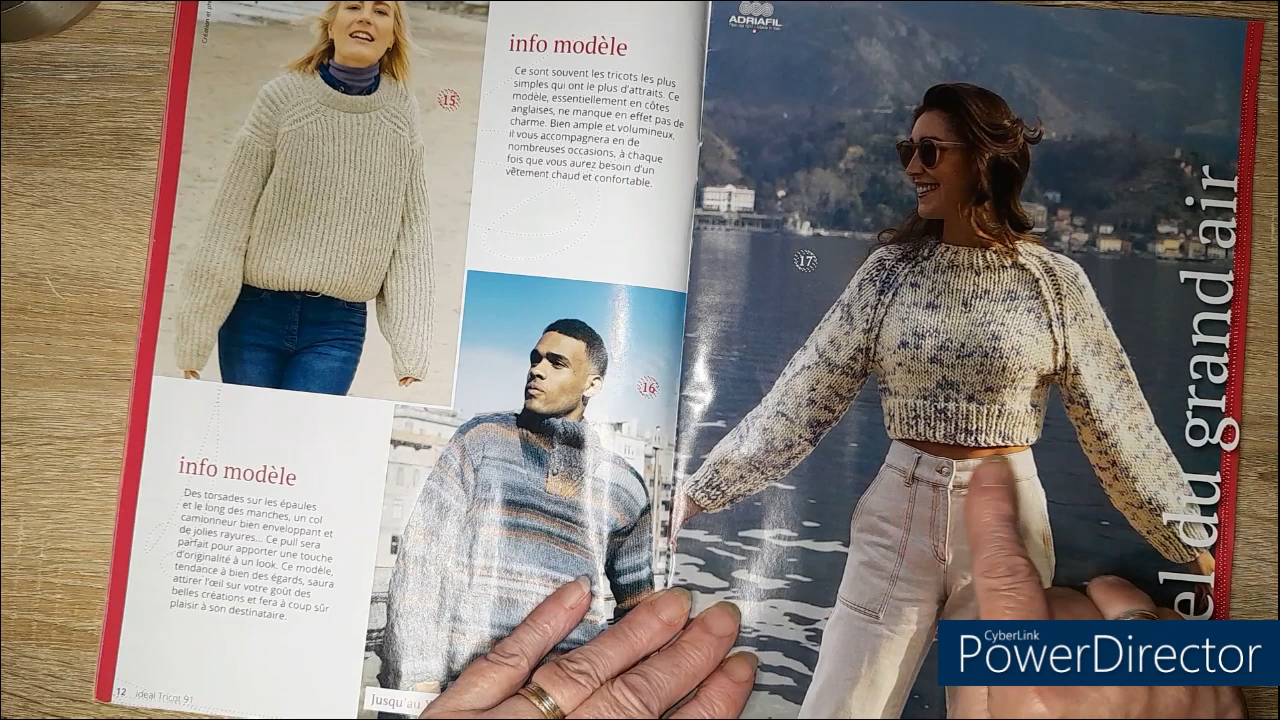 info modèle
Ce sont souvent les tricots les plus
simples qui ont le plus d'attraits. Ce
modèle, essentiellement en côtes
anglaises, ne manque en effet pas de
charme. Bien ample et volumineux,
il vous accompagnera en de
nombreuses occasions, à chaque
fois que vous aurez besoin d'un
vêtement chaud et confortable.
15
info modèle
Des torsades sur les épaules
et le long des manches, un col
camionneur bien enveloppant et
de jolies rayures... Ce pull sera
parfait pour apporter une touche
d'originalité à un look. Ce modèle,
tendance à bien des égards, saura
attirer l'œil sur votre goût des
belles créations et fera à coup sûr
plaisir à son destinataire.
16
Jusqu'au
12 Idéal Tricot 91
ADRIAFIL
17
el du grand air
CyberLink
PowerDirector